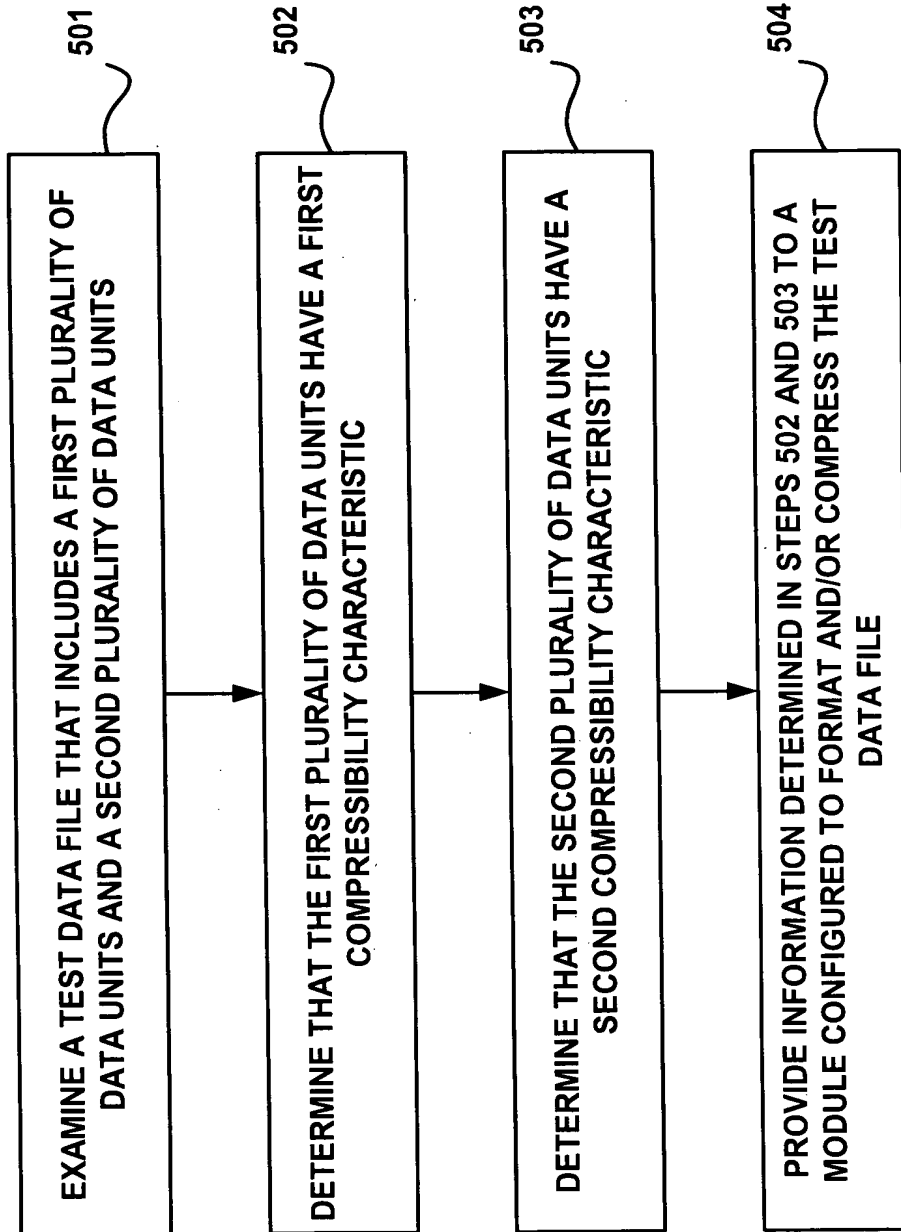 501
EXAMINE A TEST DATA FILE THAT INCLUDES A FIRST PLURALITY OF
DATA UNITS AND A SECOND PLURALITY OF DATA UNITS
502
DETERMINE THAT THE FIRST PLURALITY OF DATA UNITS HAVE A FIRST
COMPRESSIBILITY CHARACTERISTIC
503
DETERMINE THAT THE SECOND PLURALITY OF DATA UNITS HAVE A
SECOND COMPRESSIBILITY CHARACTERISTIC
504
PROVIDE INFORMATION DETERMINED IN STEPS 502 AND 503 TO A
MODULE CONFIGURED TO FORMAT AND/OR COMPRESS THE TEST
DATA FILE